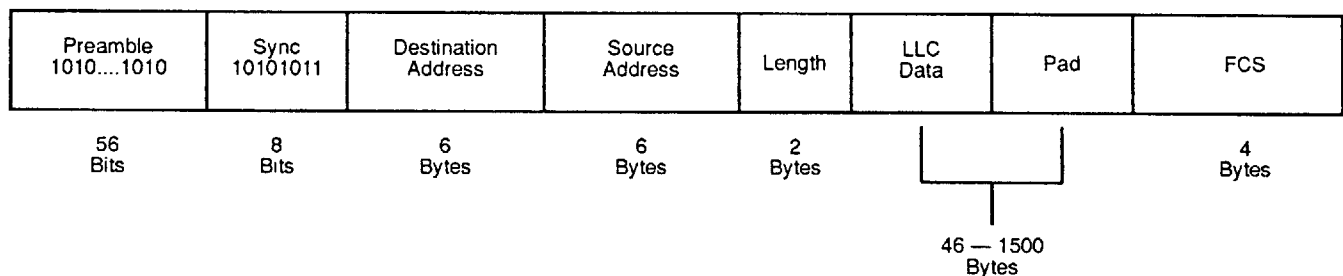 Preamble
1010....1010
Sync
10101011
Destination
Address
Source
Address
Length
LLC
Data
Pad
FCS
56
Bits
8
Bits
6
Bytes
6
Bytes
2
Bytes
4
Bytes
46 — 1500
Bytes